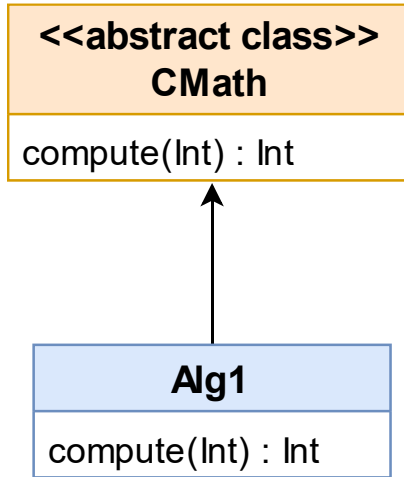 <<abstract class>>
CMath
compute(Int) : Int
Alg1
compute(Int) : Int